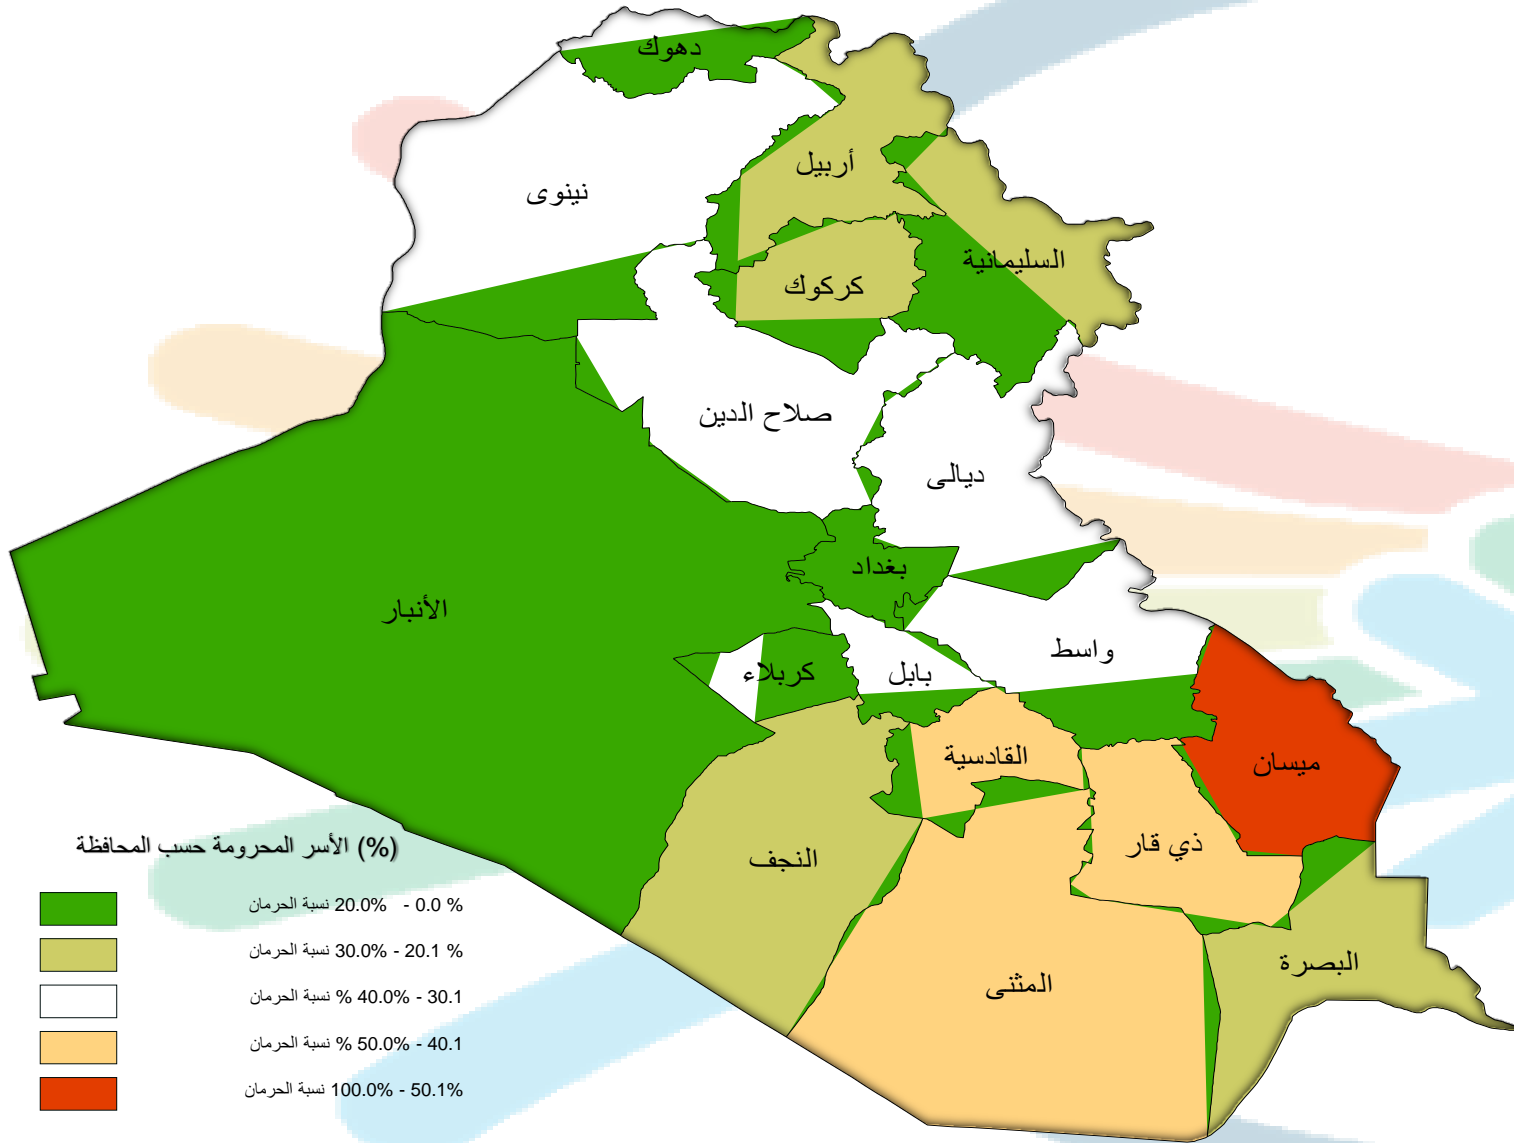 دهوك
أربيل
نينوى
السليمانية
كركوك
صلاح الدين
ديالى
بغداد
الأنبار
واسط
كربلاء
بابل
القادسية
ميسان
ذي قار
النجف
البصرة
المثنى
(%) الأسر المحرومة حسب المحافظة
% 0.0 - 20.0% نسبة الحرمان
% 20.1 - 30.0% نسبة الحرمان
30.1 - 40.0% % نسبة الحرمان
40.1 - 50.0% % نسبة الحرمان
50.1% - 100.0% نسبة الحرمان